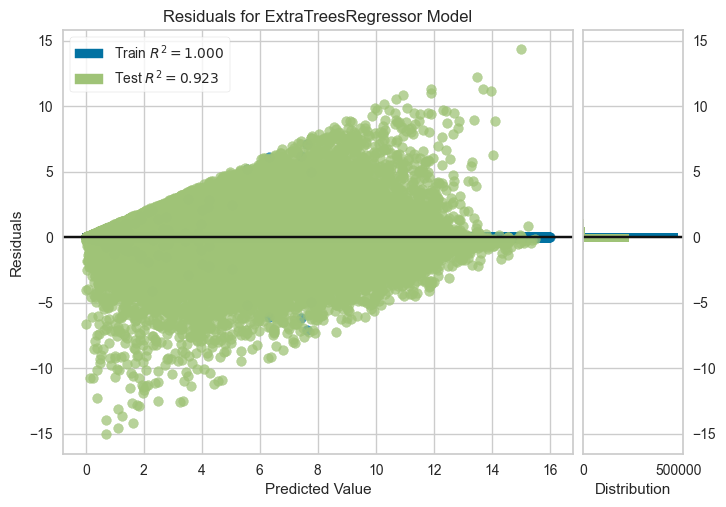 Residuals for ExtraTreesRegressor Model
Train R² = 1.000
Test R² = 0.923
Residuals
15
10
5
0
−5
−10
−15
0 2 4 6 8 10 12 14 16
Predicted Value
15
10
5
0
−5
−10
−15
0 500000
Distribution